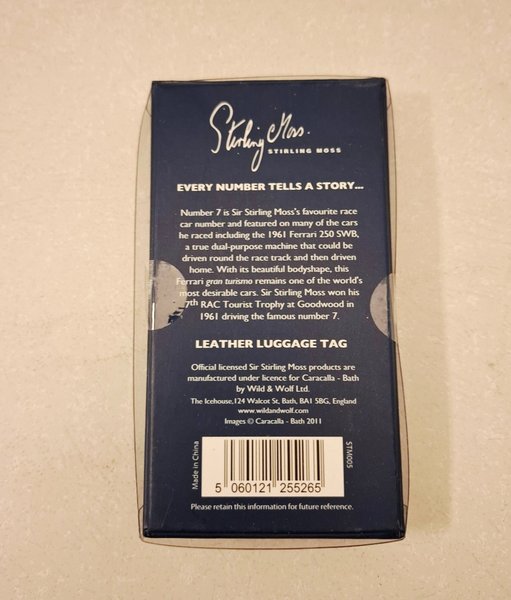 Stirling Moss.
STIRLING MOSS
EVERY NUMBER TELLS A STORY...
Number 7 is Sir Stirling Moss's favourite race
car number and featured on many of the cars
he raced including the 1961 Ferrari 250 SWB,
a true dual-purpose machine that could be
driven round the race track and then driven
home. With its beautiful bodyshape, this
Ferrari gran turismo remains one of the world's
most desirable cars. Sir Stirling Moss won his
7th RAC Tourist Trophy at Goodwood in
1961 driving the famous number 7.
LEATHER LUGGAGE TAG
Official licensed Sir Stirling Moss products are
manufactured under licence for Caracalla - Bath
by Wild & Wolf Ltd.
The Icehouse,124 Walcot St, Bath, BA1 5BG, England
www.wildandwolf.com
Images © Caracalla - Bath 2011
Made in China
STM005
5 060121 255265
Please retain this information for future reference.